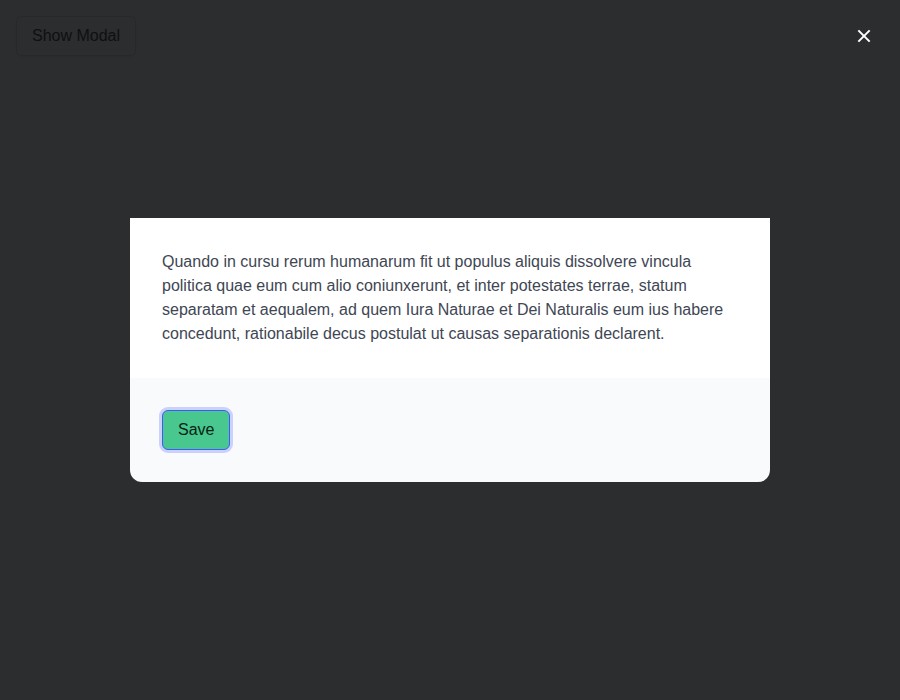 Show Modal
Quando in cursu rerum humanarum fit ut populus aliquis dissolvere vincula
politica quae eum cum alio coniunxerunt, et inter potestates terrae, statum
separatam et aequalem, ad quem Iura Naturae et Dei Naturalis eum ius habere
concedunt, rationabile decus postulat ut causas separationis declarent.
Save